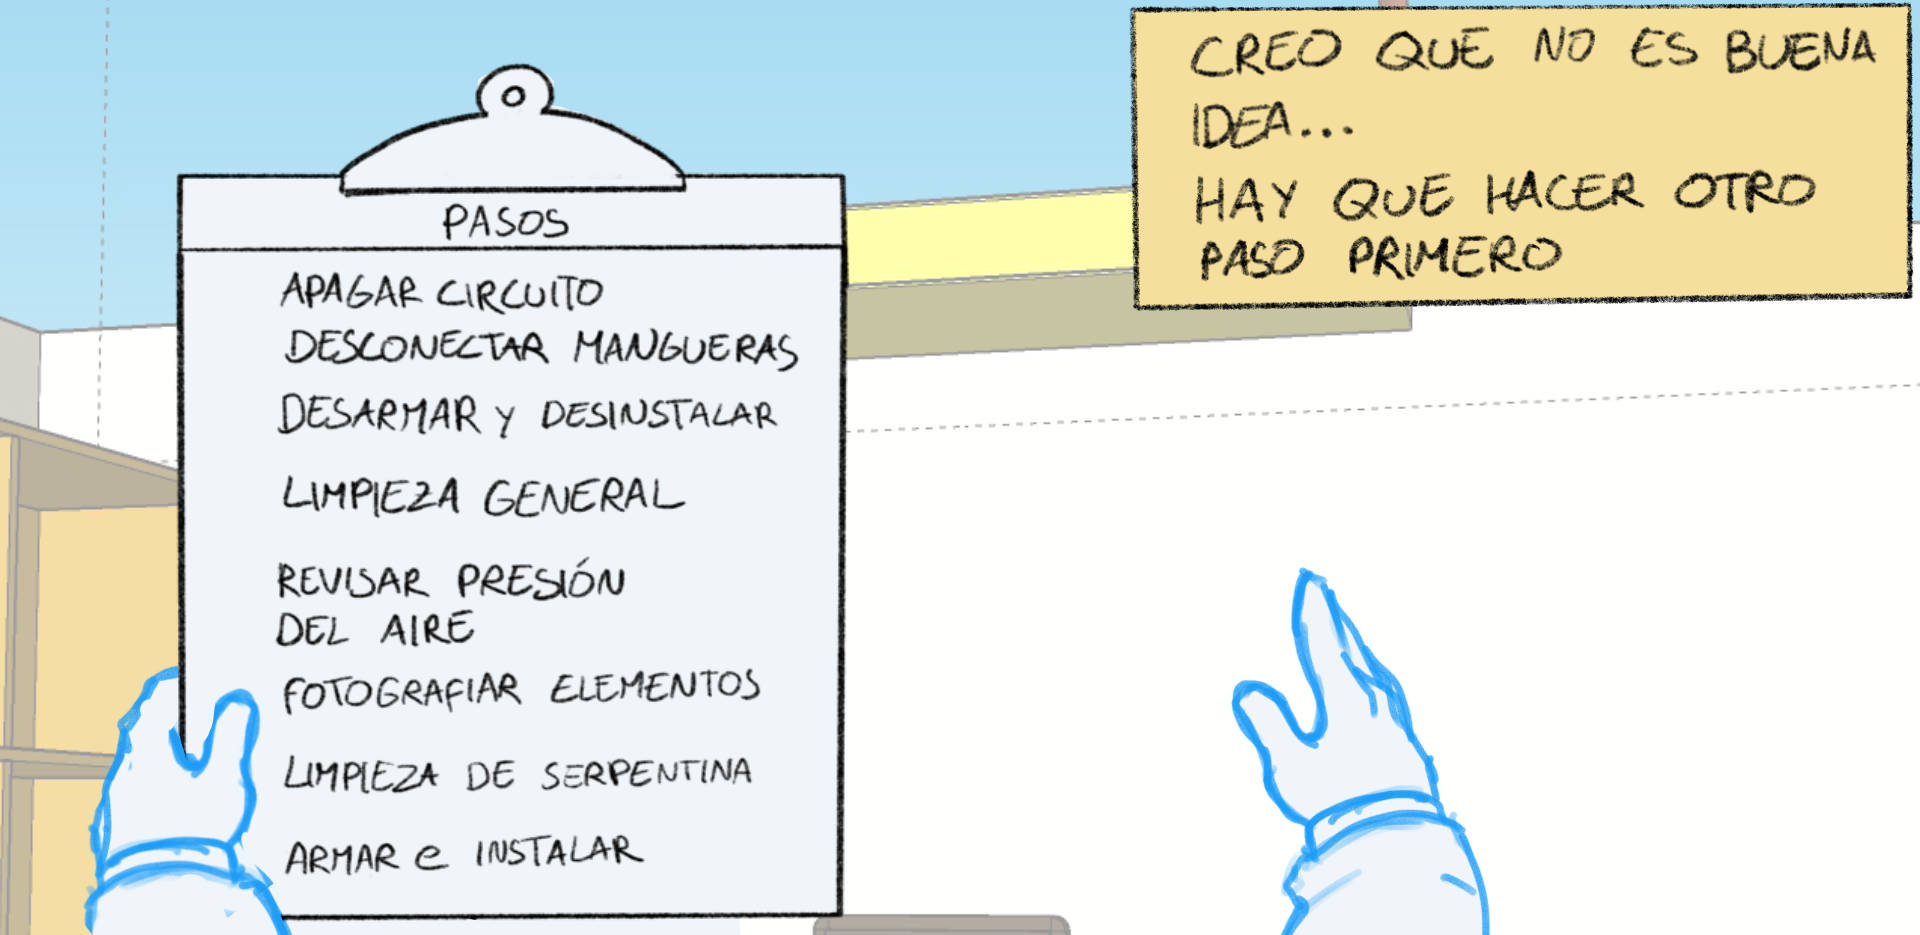 PASOS
APAGAR CIRCUITO
DESCONECTAR MANGUERAS
DESARMAR Y DESINSTALAR
LIMPIEZA GENERAL
REVISAR PRESIÓN
DEL AIRE
FOTOGRAFIAR ELEMENTOS
LIMPIEZA DE SERPENTINA
ARMAR e INSTALAR
CREO QUE NO ES BUENA
IDEA...
HAY QUE HACER OTRO
PASO PRIMERO